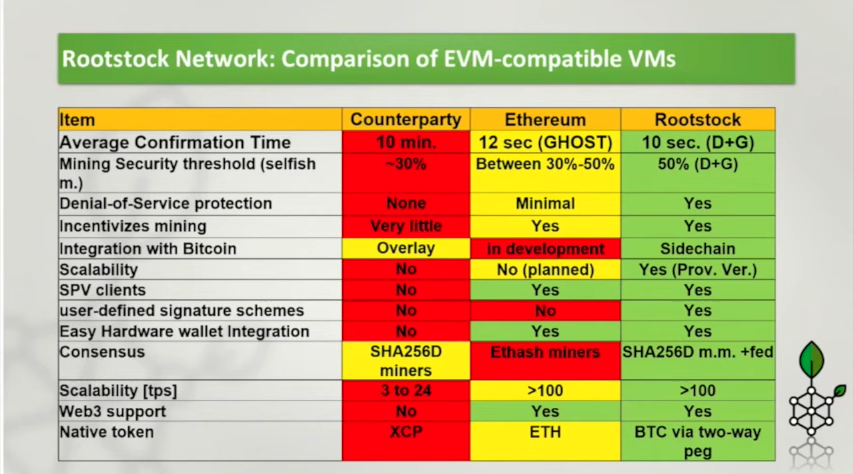 Rootstock Network: Comparison of EVM-compatible VMs
Item Counterparty Ethereum Rootstock
Average Confirmation Time 10 min. 12 sec (GHOST) 10 sec. (D+G)
Mining Security threshold (selfish m.) ~30% Between 30%-50% 50% (D+G)
Denial-of-Service protection None Minimal Yes
Incentivizes mining Very little Yes Yes
Integration with Bitcoin Overlay in development Sidechain
Scalability No No (planned) Yes (Prov. Ver.)
SPV clients No Yes Yes
user-defined signature schemes No No Yes
Easy Hardware wallet Integration No Yes Yes
Consensus SHA256D miners Ethash miners SHA256D m.m. +fed
Scalability [tps] 3 to 24 >100 >100
Web3 support No Yes Yes
Native token XCP ETH BTC via two-way peg